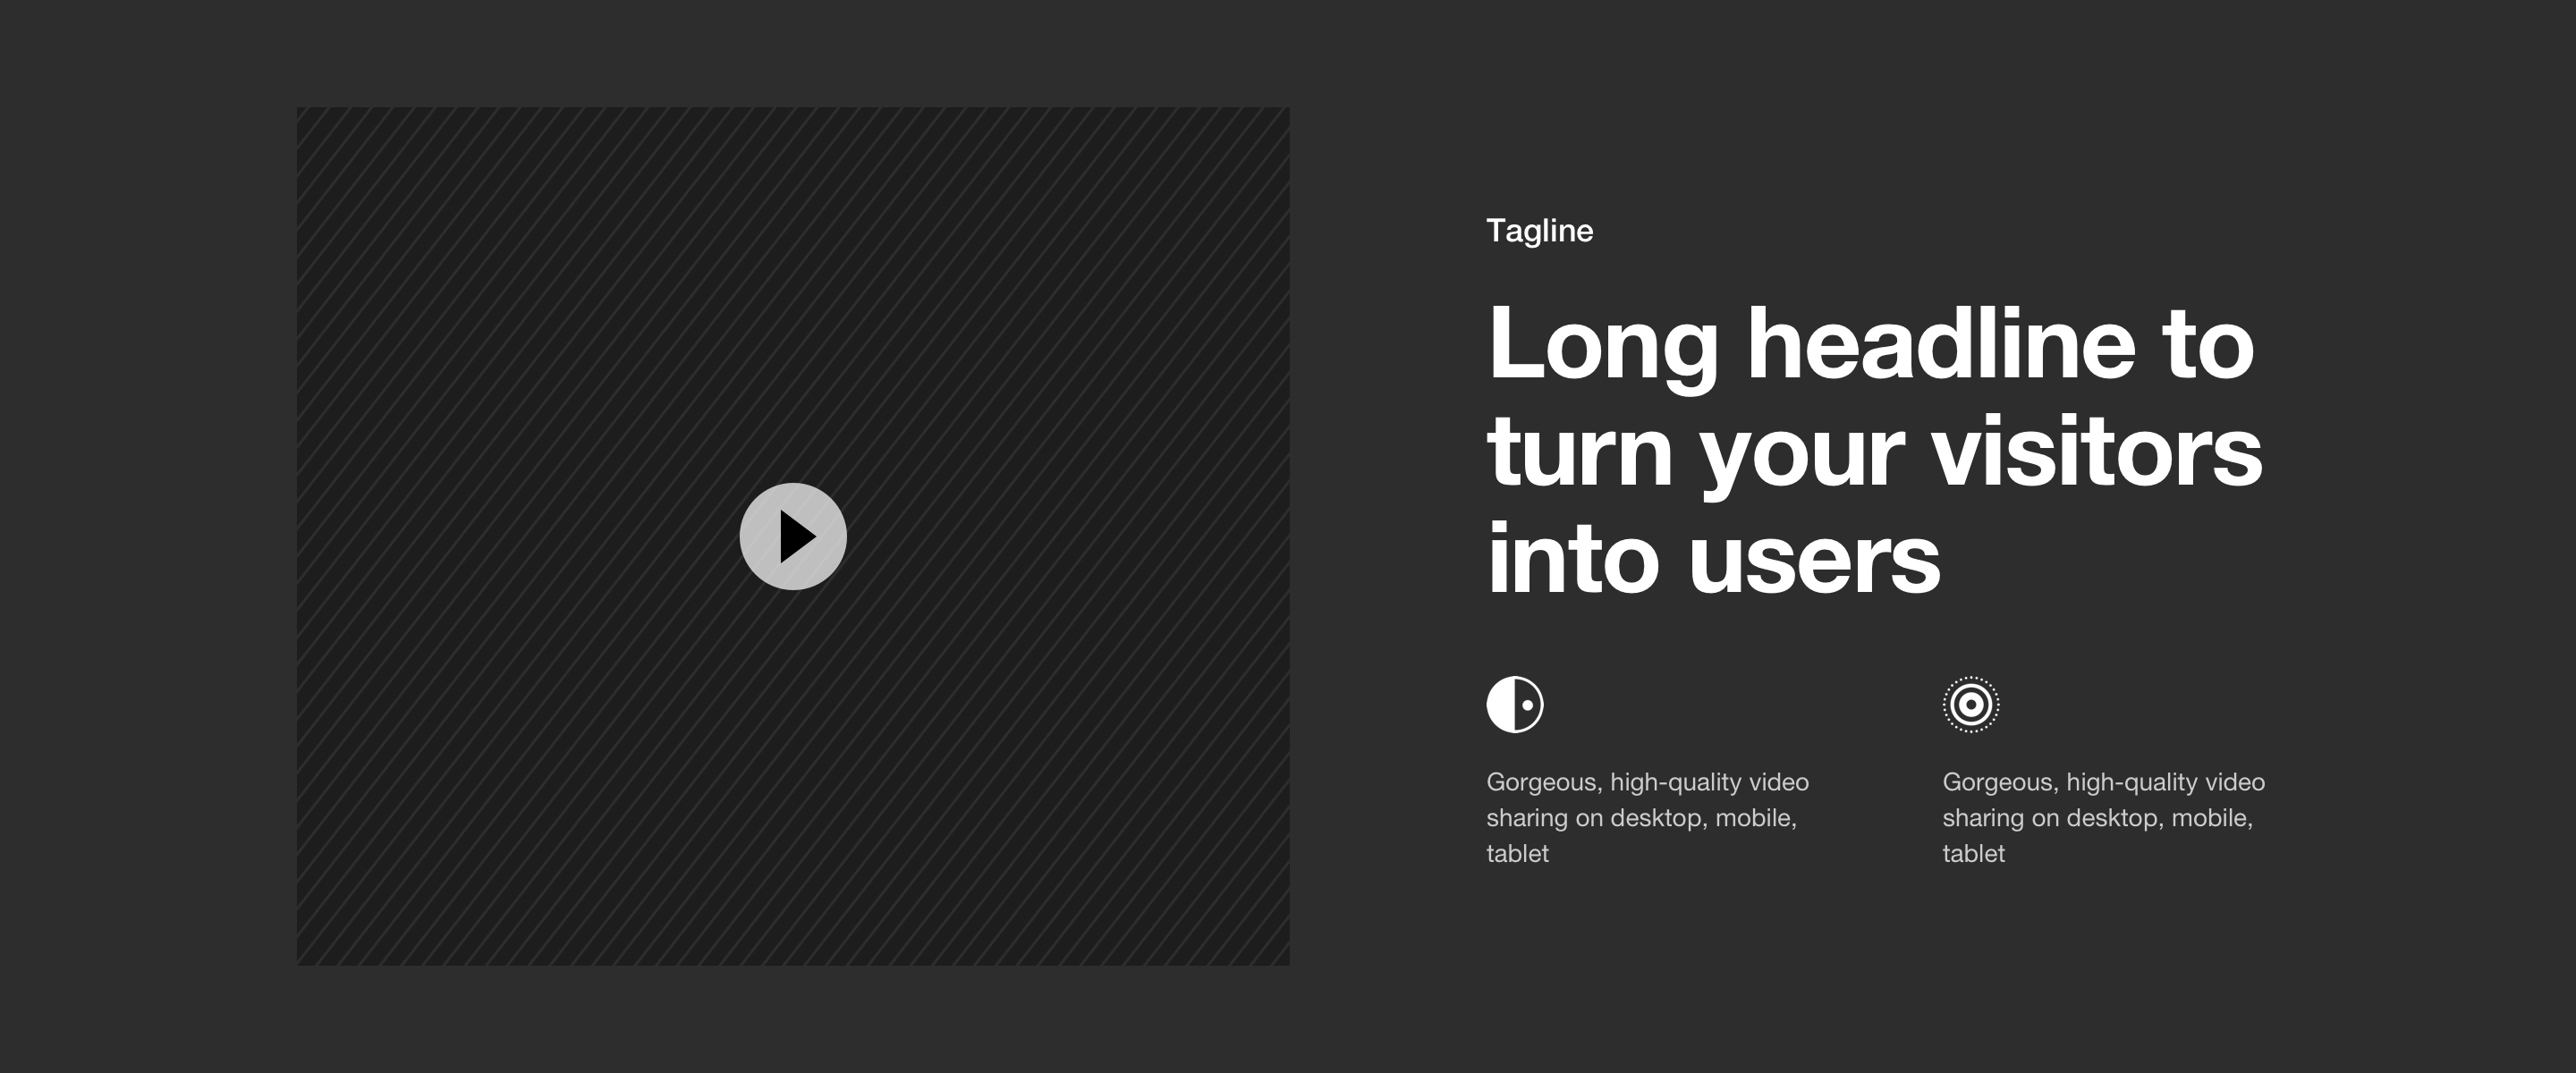 Tagline
Long headline to
turn your visitors
into users
Gorgeous, high-quality video
sharing on desktop, mobile,
tablet
Gorgeous, high-quality video
sharing on desktop, mobile,
tablet